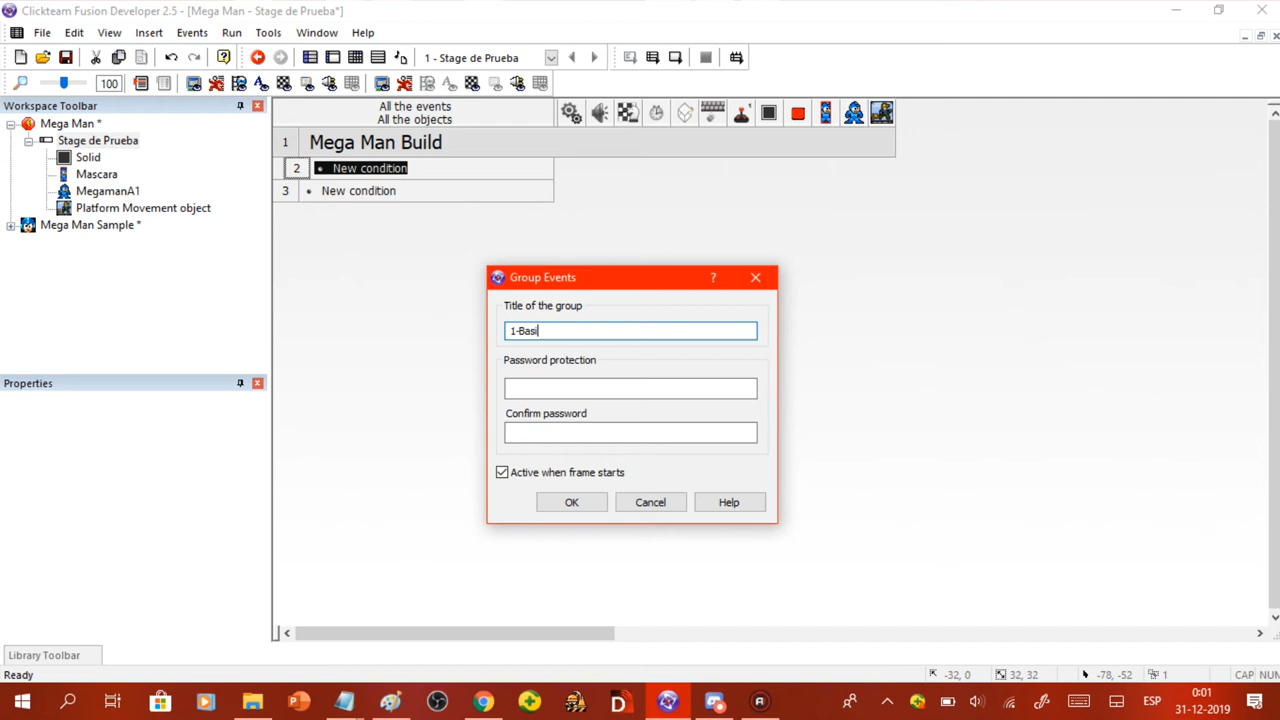 Clickteam Fusion Developer 2.5 - [Mega Man - Stage de Prueba*]
File Edit View Insert Events Run Tools Window Help
1 - Stage de Prueba
100
Workspace Toolbar
Mega Man *
Stage de Prueba
Solid
Mascara
MegamanA1
Platform Movement object
Mega Man Sample *
Properties
Library Toolbar
All the events
All the objects
1 Mega Man Build
2 • New condition
3 • New condition
Group Events
Title of the group
1-Basi
Password protection
Confirm password
Active when frame starts
OK Cancel Help
Ready
-32, 0 32, 32 -78, -52 1 CAP NUM
ESP
0:01
31-12-2019